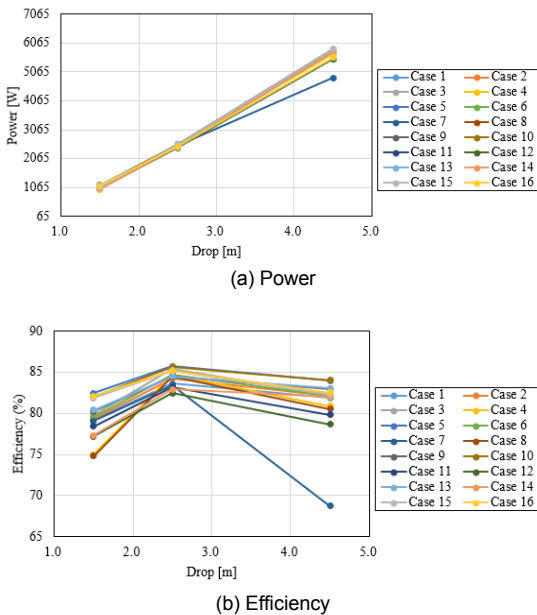 7065
6065
5065
4065
3065
2065
1065
65
Power [W]
1.0 2.0 3.0 4.0 5.0
Drop [m]
Case 1 Case 2
Case 3 Case 4
Case 5 Case 6
Case 7 Case 8
Case 9 Case 10
Case 11 Case 12
Case 13 Case 14
Case 15 Case 16
(a) Power
90
85
80
75
70
65
Efficiency (%)
1.0 2.0 3.0 4.0 5.0
Drop [m]
Case 1 Case 2
Case 3 Case 4
Case 5 Case 6
Case 7 Case 8
Case 9 Case 10
Case 11 Case 12
Case 13 Case 14
Case 15 Case 16
(b) Efficiency